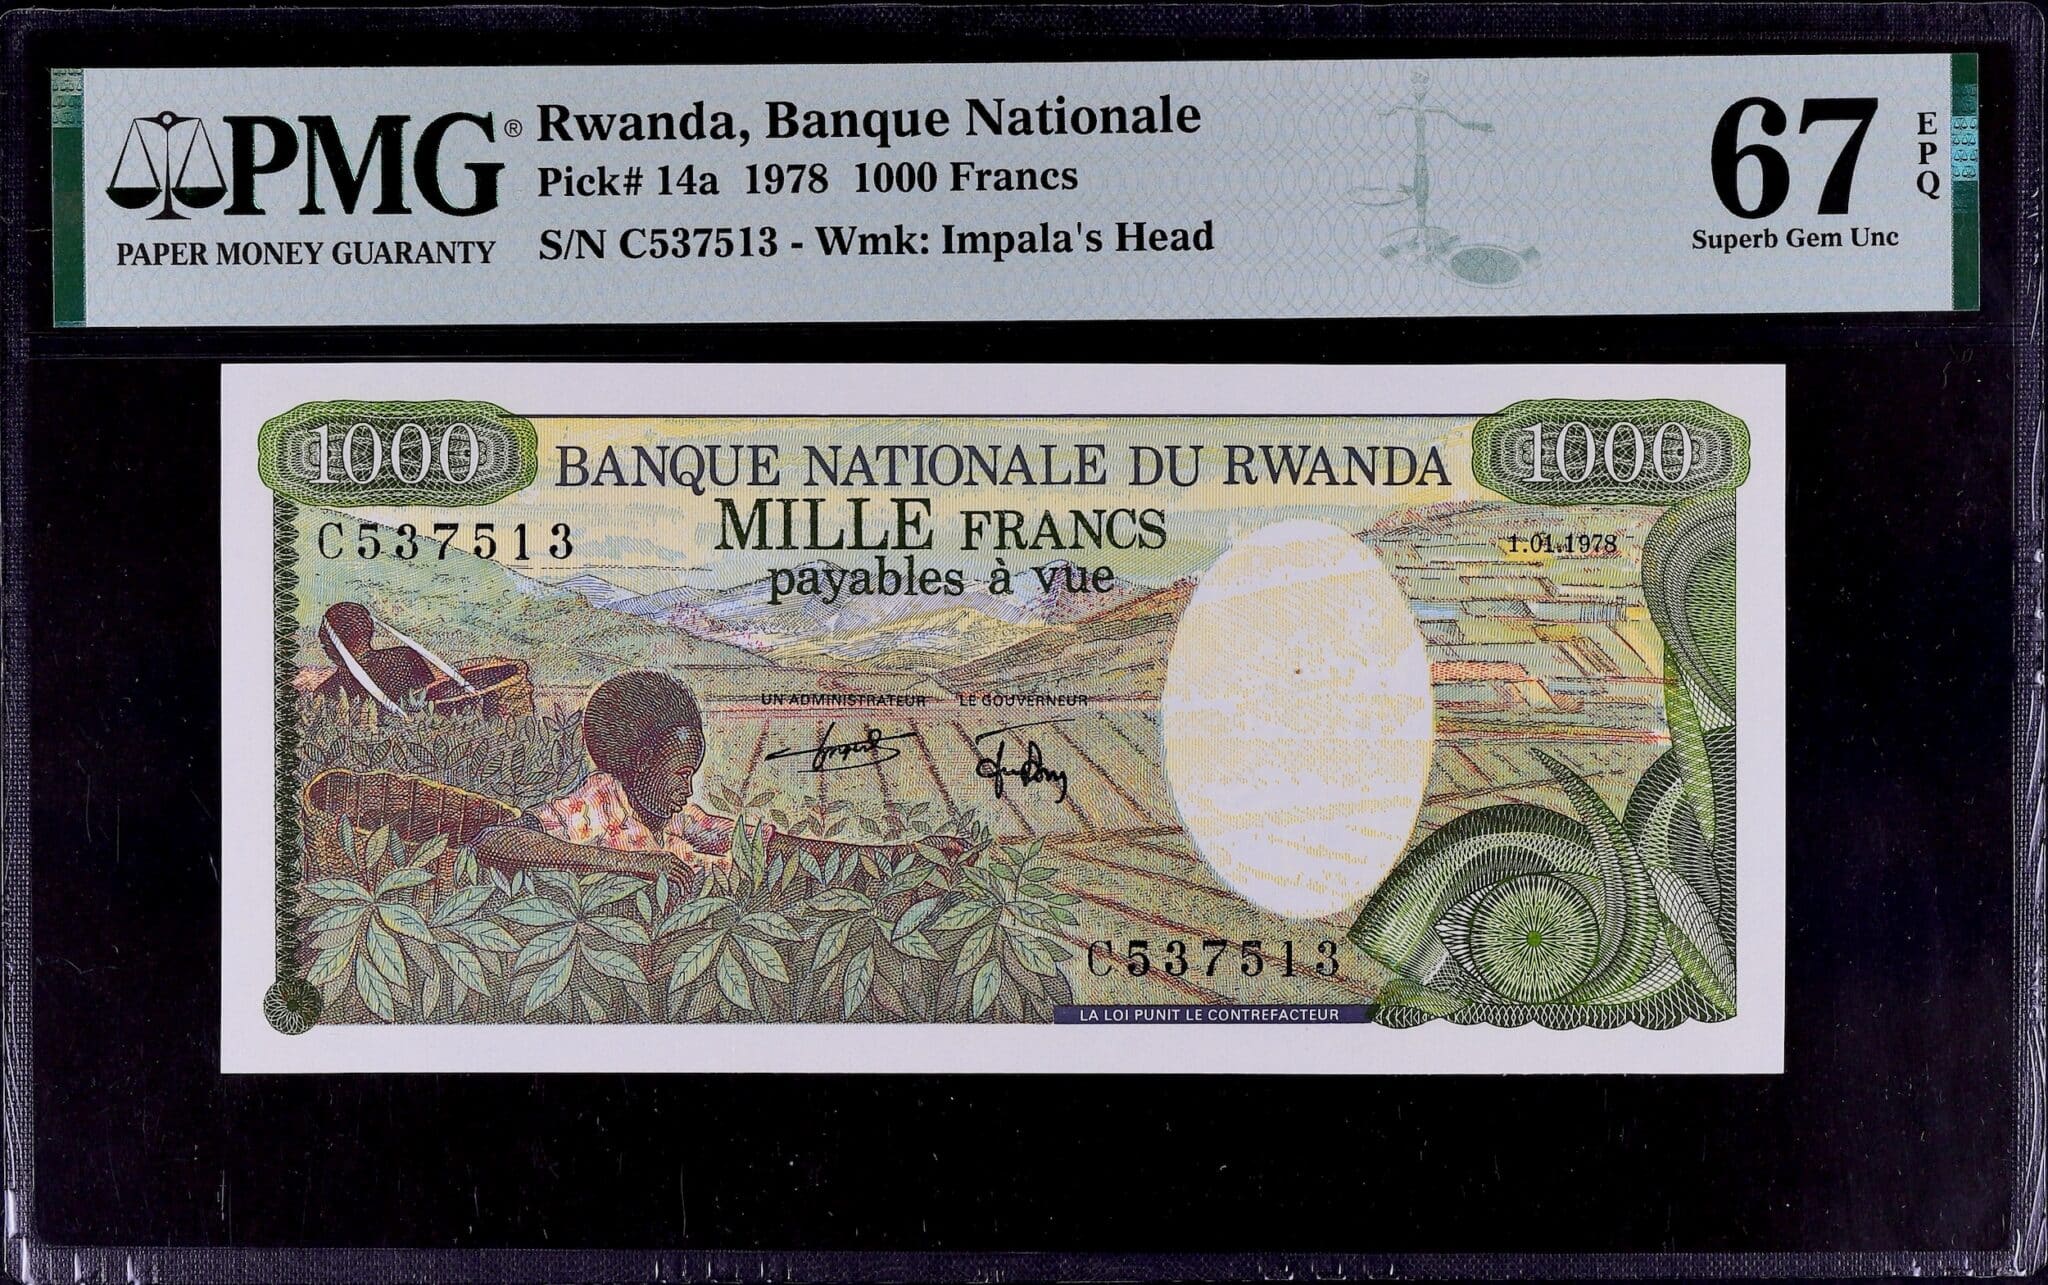 PMG®
PAPER MONEY GUARANTY
Rwanda, Banque Nationale
Pick# 14a 1978 1000 Francs
S/N C537513 - Wmk: Impala's Head
67
EPQ
Superb Gem Unc
1000
1000
BANQUE NATIONALE DU RWANDA
MILLE FRANCS
payables à vue
C537513
1.01.1978
UN ADMINISTRATEUR LE GOUVERNEUR
C537513
LA LOI PUNIT LE CONTREFACTEUR